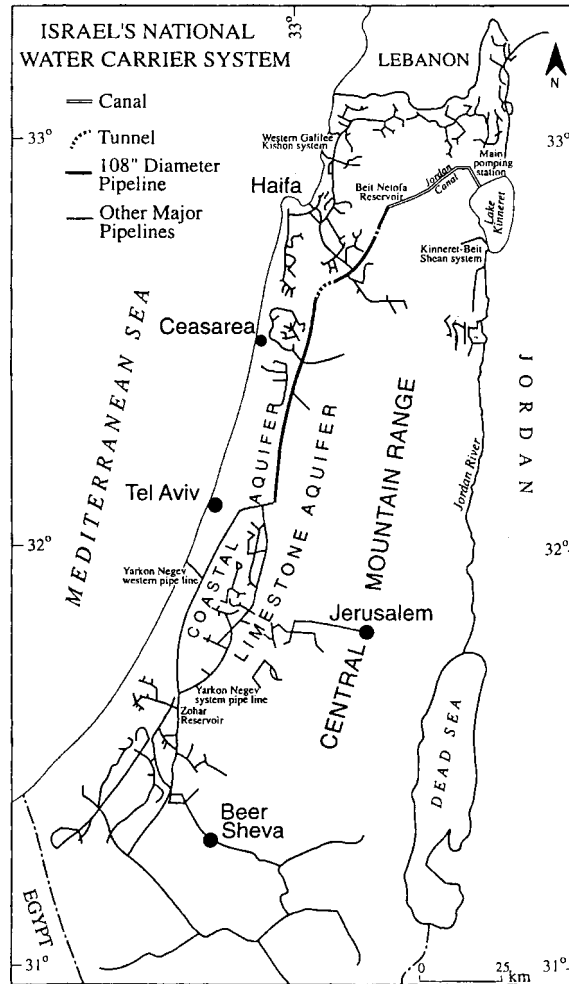 ISRAEL'S NATIONAL
WATER CARRIER SYSTEM
Canal
Tunnel
108" Diameter
Pipeline
Other Major
Pipelines
33°
LEBANON
N
33°
33°
Western Galilee
Kishon system
Haifa
Beit Netofa
Reservoir
Jordan
Canal
Main
pomping
station
Lake
Kinneret
Kinneret-Beit
Shean system
Ceasarea
MEDITERRANEAN SEA
JORDAN
COASTAL AQUIFER
LIMESTONE AQUIFER
CENTRAL MOUNTAIN RANGE
Jordan River
Tel Aviv
32°
32°
Yarkon Negev
western pipe line
Jerusalem
Yarkon Negev
system pipe line
Zohar
Reservoir
DEAD SEA
Beer
Sheva
EGYPT
31°
31°
0 25
km